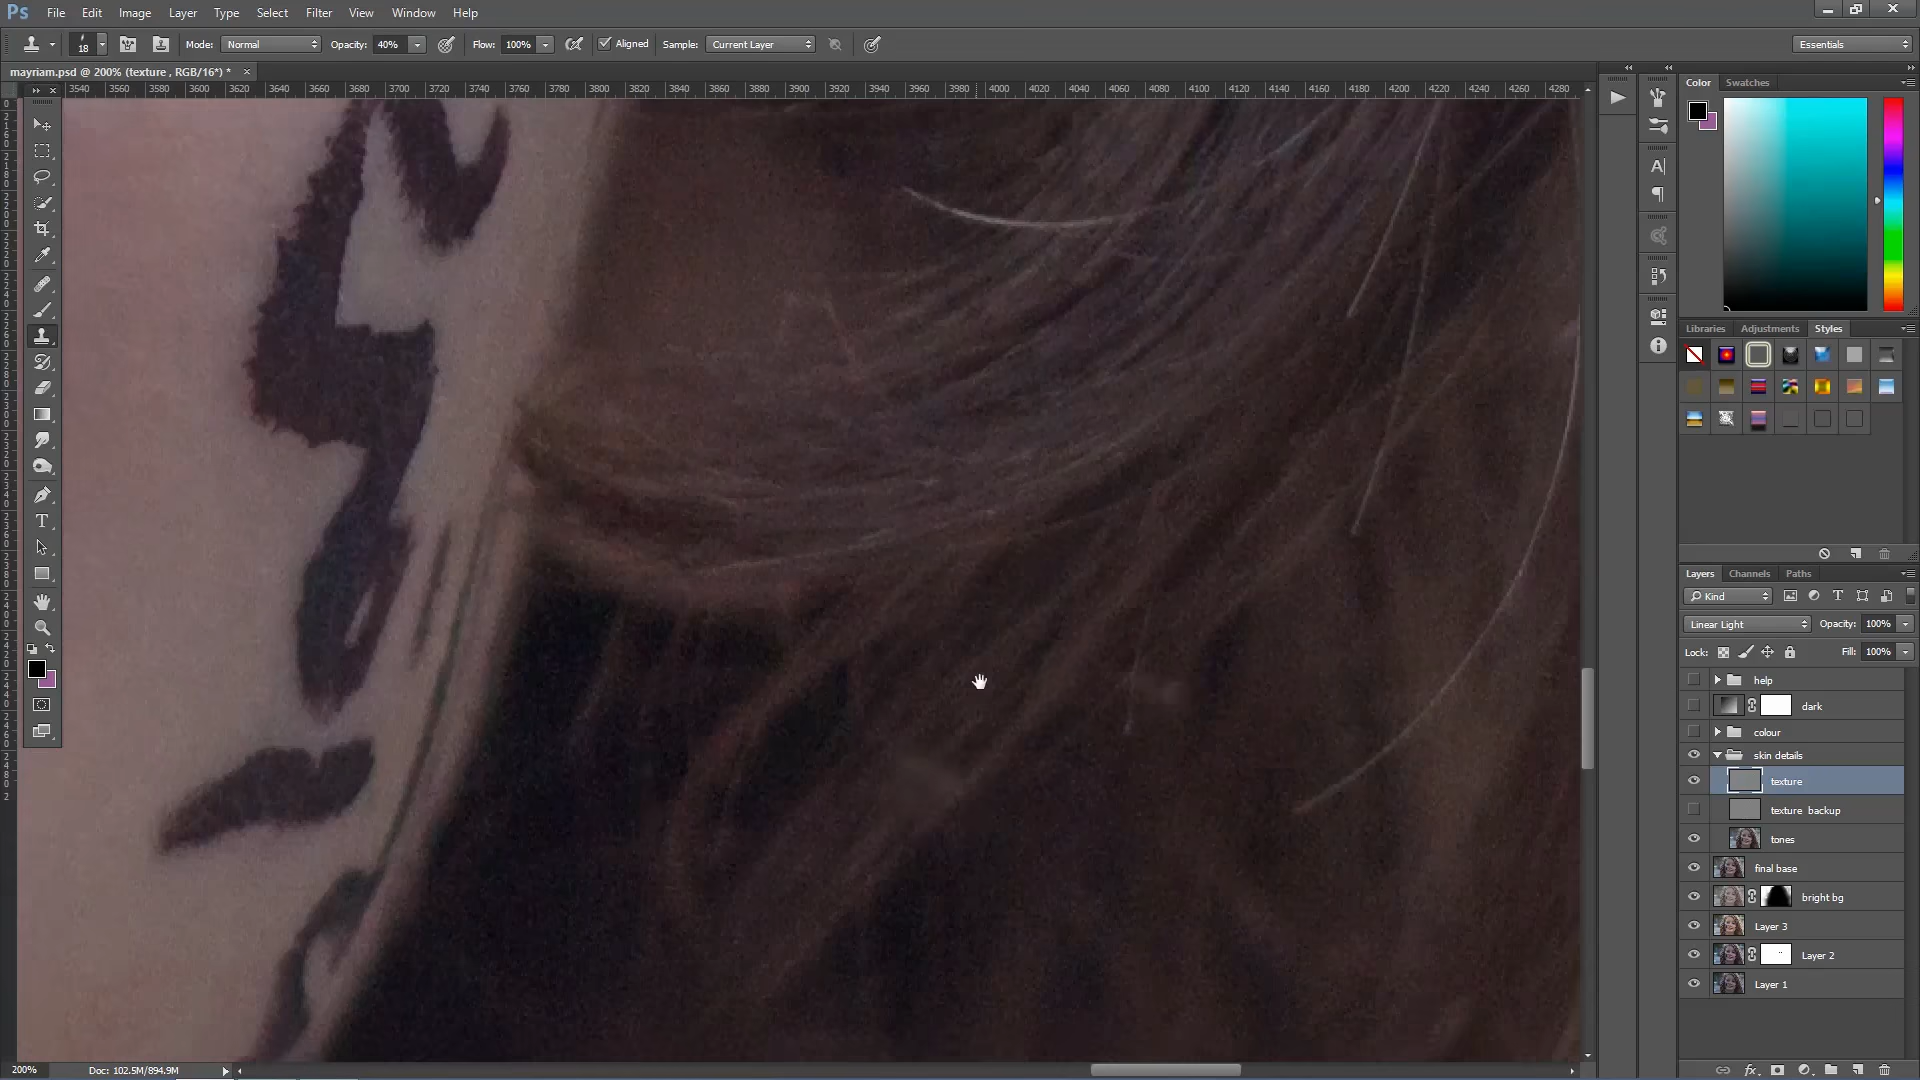 Ps File Edit Image Layer Type Select Filter 3D View Window Help
18 Mode: Normal Opacity: 40% Flow: 100% Aligned Sample: Current Layer Essentials
mayriam.psd @ 200% (texture , RGB/16*) * ×
3540 3560 3580 3600 3620 3640 3660 3680 3700 3720 3740 3760 3780 3800 3820 3840 3860 3880 3900 3920 3940 3960 3980 4000 4020 4040 4060 4080 4100 4120 4140 4160 4180 4200 4220 4240 4260 4280
Color Swatches
Libraries Adjustments Styles
Layers Channels Paths
Kind
Linear Light Opacity: 100%
Lock: Fill: 100%
help
dark
colour
skin details
texture
texture backup
tones
final base
bright bg
Layer 3
Layer 2
Layer 1
200% Doc: 102.5M/894.9M